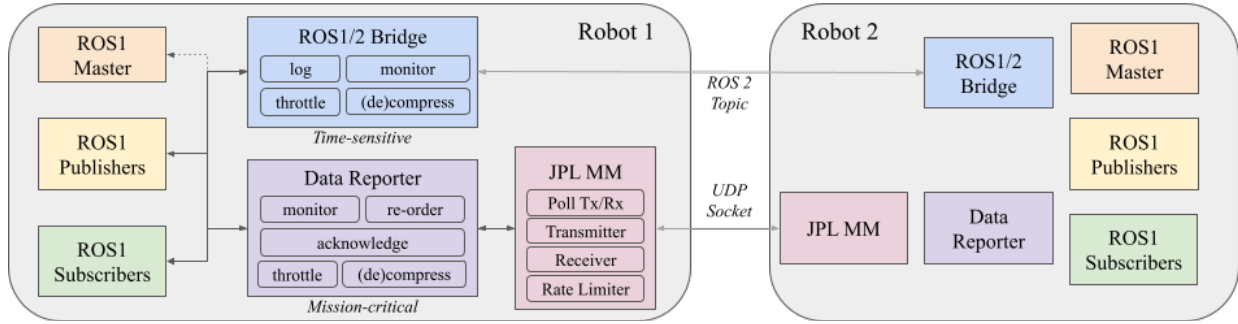 ROS1
Master
ROS1
Publishers
ROS1
Subscribers
ROS1/2 Bridge
log
monitor
throttle
(de)compress
Time-sensitive
Data Reporter
monitor
re-order
acknowledge
throttle
(de)compress
Mission-critical
Robot 1
JPL MM
Poll Tx/Rx
Transmitter
Receiver
Rate Limiter
ROS 2
Topic
UDP
Socket
Robot 2
ROS1/2
Bridge
ROS1
Master
ROS1
Publishers
JPL MM
Data
Reporter
ROS1
Subscribers